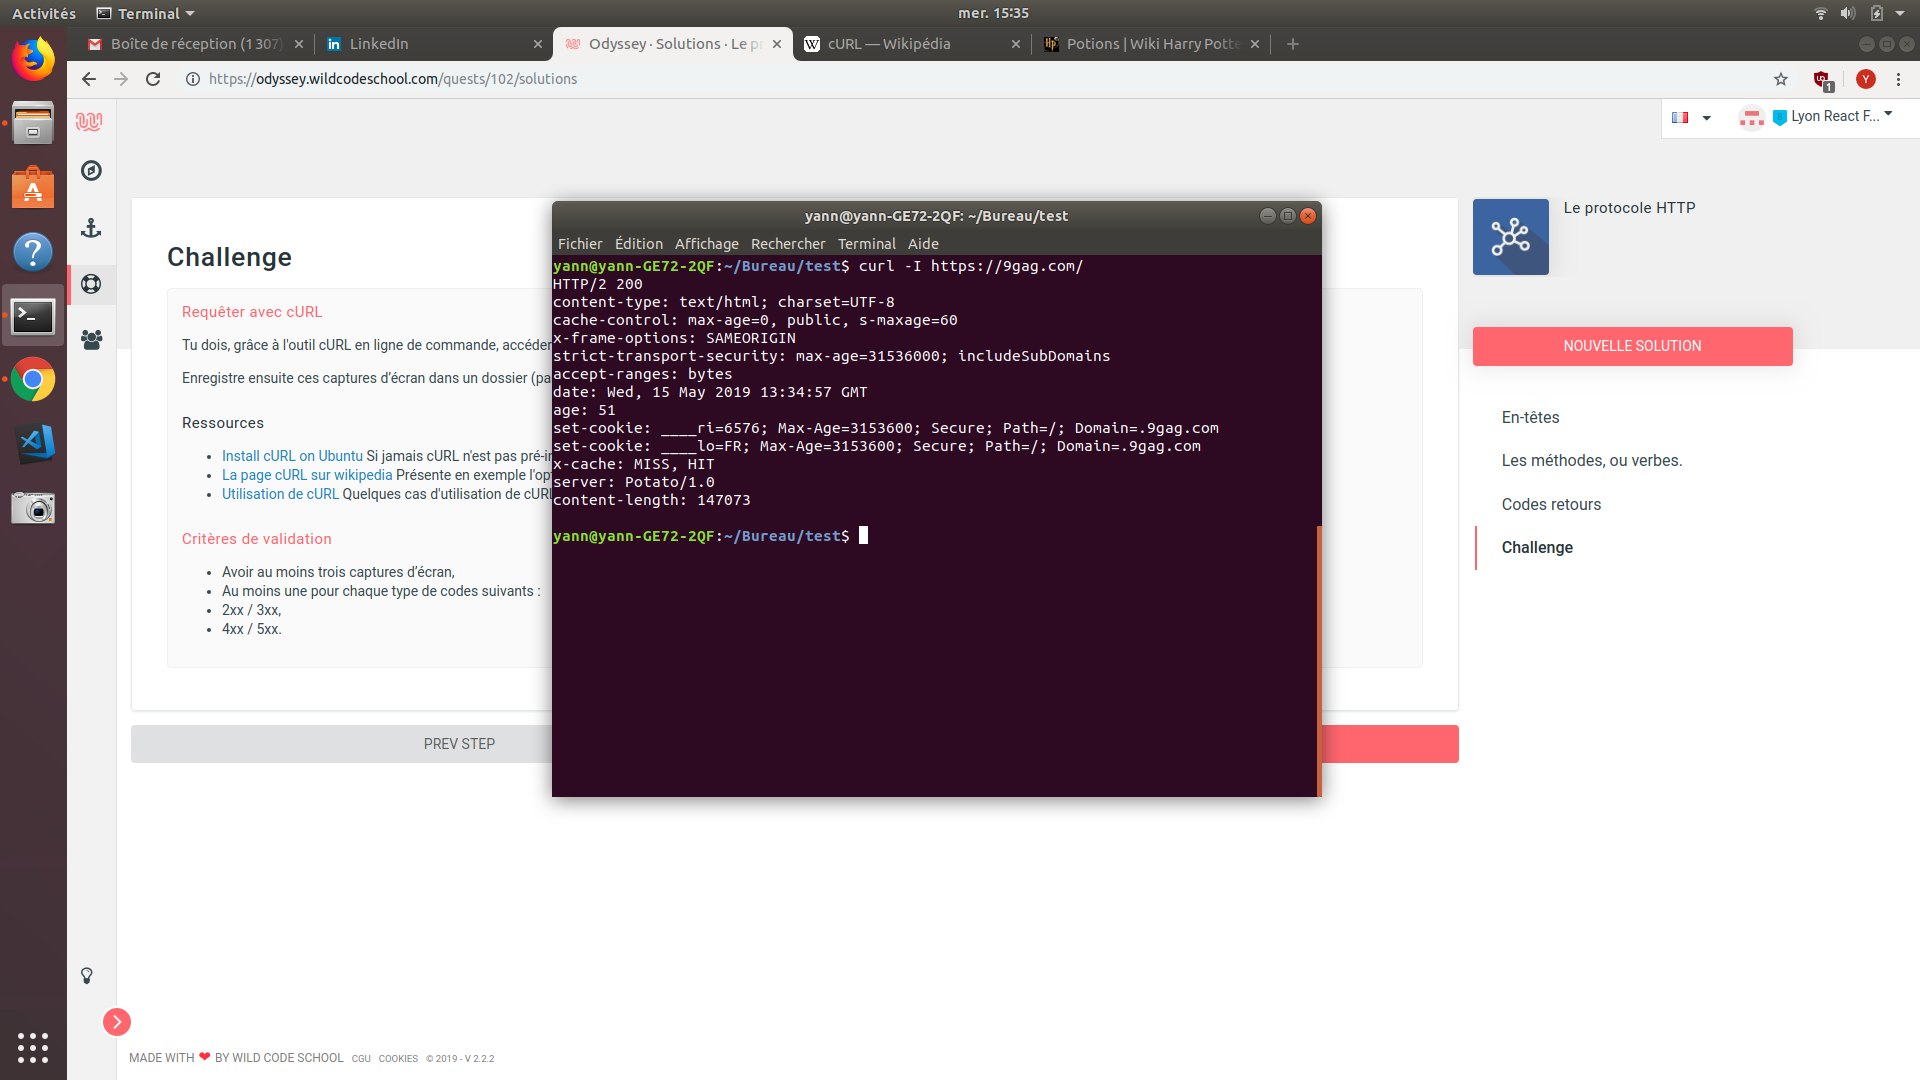 Activités
Terminal
mer. 15:35
Boîte de réception (1 307)
LinkedIn
Odyssey · Solutions · Le pr
cURL — Wikipédia
Potions | Wiki Harry Potte
https://odyssey.wildcodeschool.com/quests/102/solutions
1
Y
Lyon React F...
Challenge
Requêter avec cURL
Tu dois, grâce à l'outil cURL en ligne de commande, accéder
Enregistre ensuite ces captures d'écran dans un dossier (pa
Ressources
Install cURL on Ubuntu Si jamais cURL n'est pas pré-in
La page cURL sur wikipedia Présente en exemple l'op
Utilisation de cURL Quelques cas d'utilisation de cURL
Critères de validation
Avoir au moins trois captures d'écran,
Au moins une pour chaque type de codes suivants :
2xx / 3xx,
4xx / 5xx.
PREV STEP
yann@yann-GE72-2QF: ~/Bureau/test
Fichier Édition Affichage Rechercher Terminal Aide
yann@yann-GE72-2QF:~/Bureau/test$ curl -I https://9gag.com/
HTTP/2 200
content-type: text/html; charset=UTF-8
cache-control: max-age=0, public, s-maxage=60
x-frame-options: SAMEORIGIN
strict-transport-security: max-age=31536000; includeSubDomains
accept-ranges: bytes
date: Wed, 15 May 2019 13:34:57 GMT
age: 51
set-cookie: ____ri=6576; Max-Age=3153600; Secure; Path=/; Domain=.9gag.com
set-cookie: ____lo=FR; Max-Age=3153600; Secure; Path=/; Domain=.9gag.com
x-cache: MISS, HIT
server: Potato/1.0
content-length: 147073
yann@yann-GE72-2QF:~/Bureau/test$
Le protocole HTTP
NOUVELLE SOLUTION
En-têtes
Les méthodes, ou verbes.
Codes retours
Challenge
MADE WITH ❤ BY WILD CODE SCHOOL CGU COOKIES © 2019 - V 2.2.2